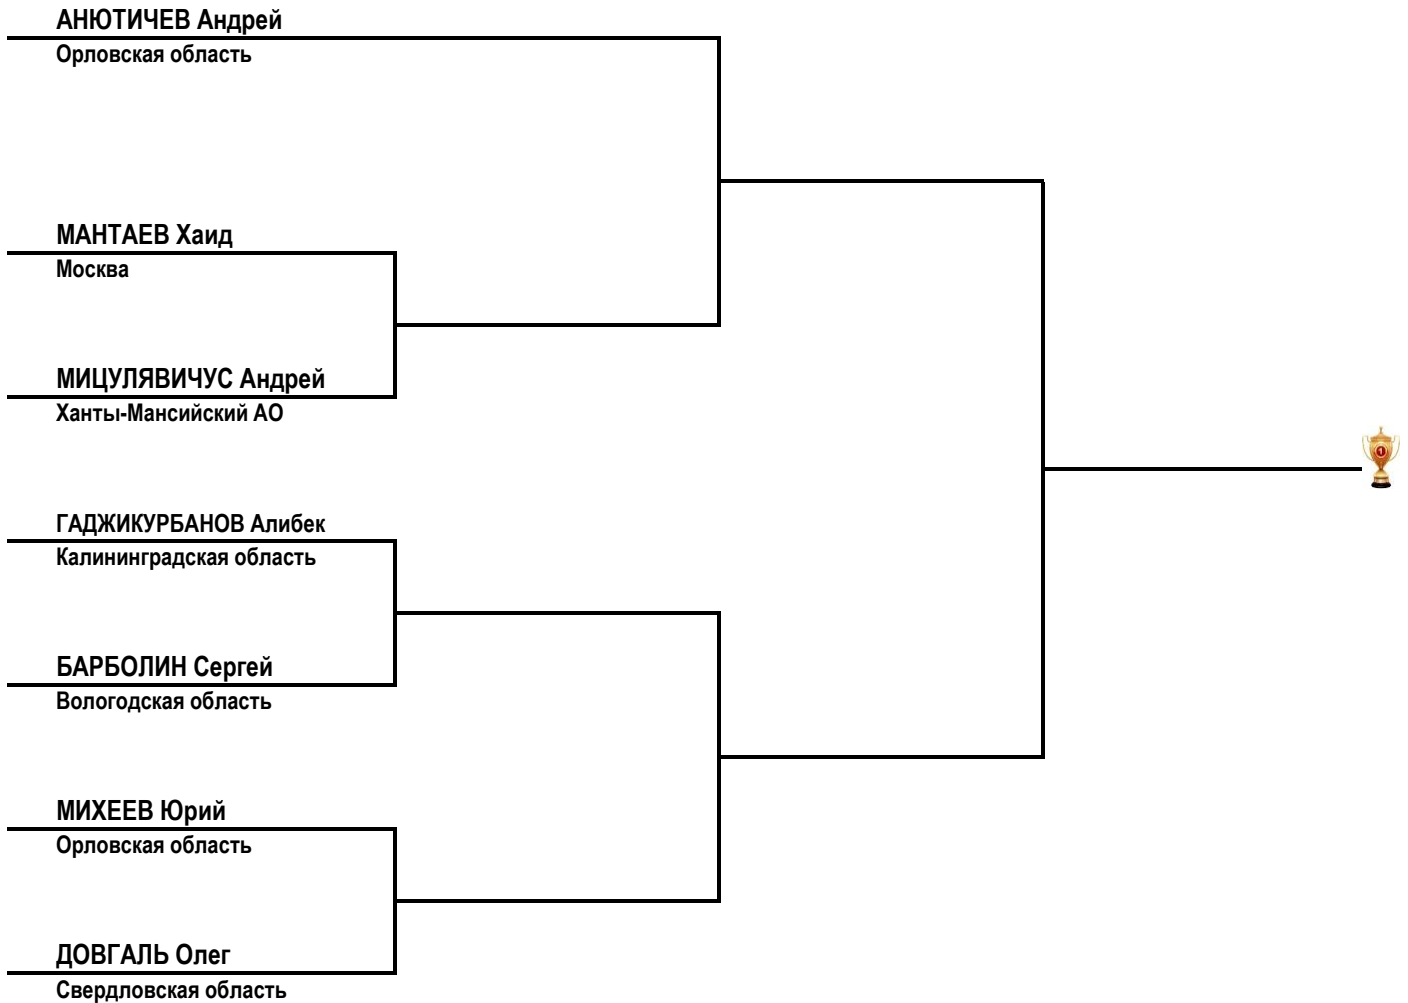 АНЮТИЧЕВ Андрей
Орловская область
МАНТАЕВ Хаид
Москва
МИЦУЛЯВИЧУС Андрей
Ханты-Мансийский АО
1
ГАДЖИКУРБАНОВ Алибек
Калининградская область
БАРБОЛИН Сергей
Вологодская область
МИХЕЕВ Юрий
Орловская область
ДОВГАЛЬ Олег
Свердловская область